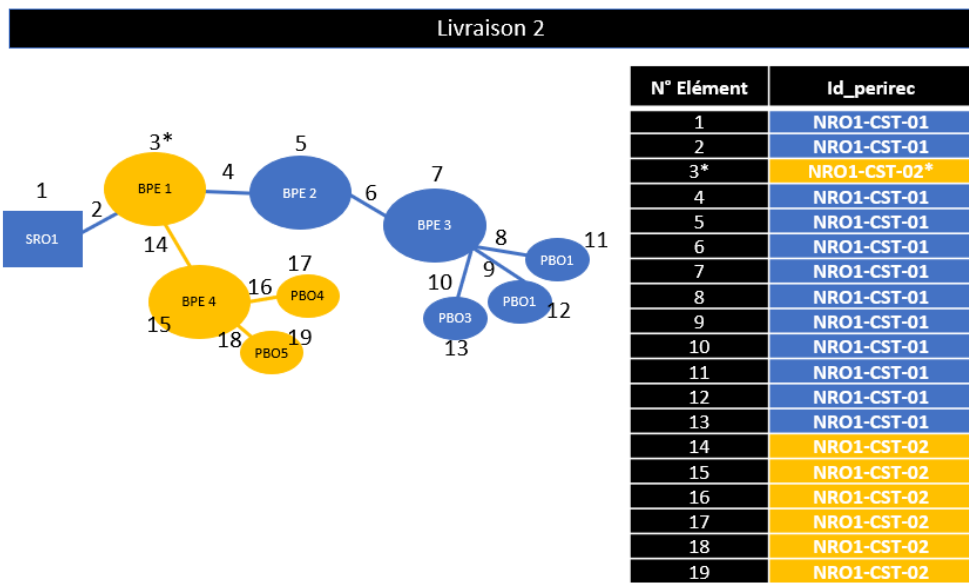 Livraison 2
N° Elément Id_perirec
1 NRO1-CST-01
2 NRO1-CST-01
3* NRO1-CST-02*
4 NRO1-CST-01
5 NRO1-CST-01
6 NRO1-CST-01
7 NRO1-CST-01
8 NRO1-CST-01
9 NRO1-CST-01
10 NRO1-CST-01
11 NRO1-CST-01
12 NRO1-CST-01
13 NRO1-CST-01
14 NRO1-CST-02
15 NRO1-CST-02
16 NRO1-CST-02
17 NRO1-CST-02
18 NRO1-CST-02
19 NRO1-CST-02
1
SRO1
2
3*
BPE 1
4
5
BPE 2
6
7
BPE 3
8
11
PBO1
9
PBO1
12
10
PBO3
13
14
BPE 4
15
16
17
PBO4
18
19
PBO5